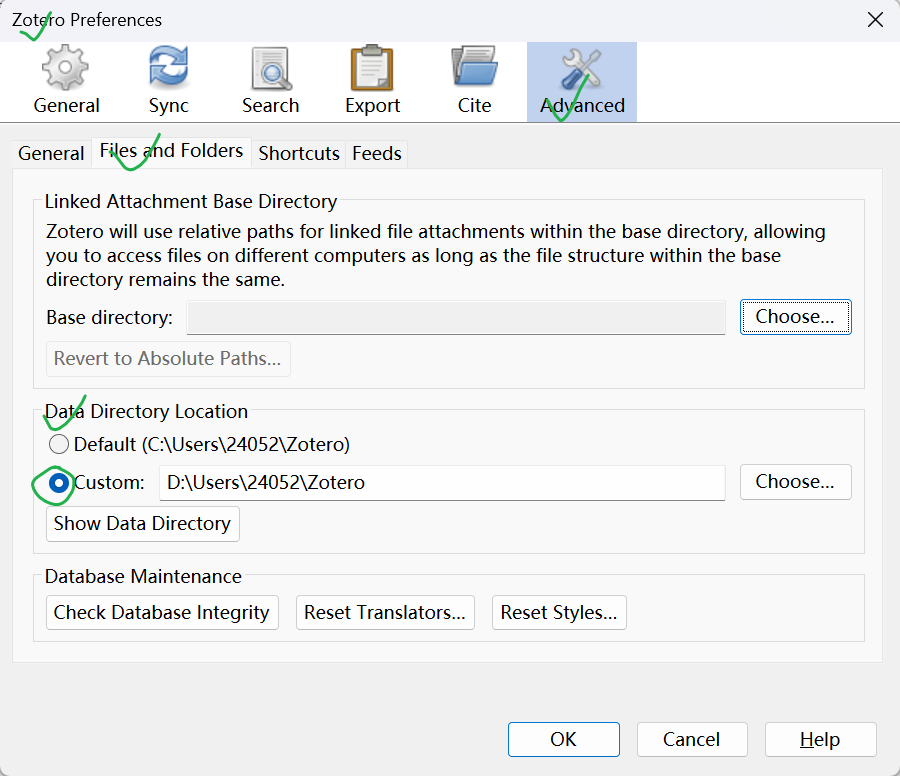 Zotero Preferences
General Sync Search Export Cite Advanced
General Files and Folders Shortcuts Feeds
Linked Attachment Base Directory
Zotero will use relative paths for linked file attachments within the base directory, allowing
you to access files on different computers as long as the file structure within the base
directory remains the same.
Base directory: Choose...
Revert to Absolute Paths...
Data Directory Location
Default (C:\Users\24052\Zotero)
Custom: D:\Users\24052\Zotero Choose...
Show Data Directory
Database Maintenance
Check Database Integrity Reset Translators... Reset Styles...
OK Cancel Help